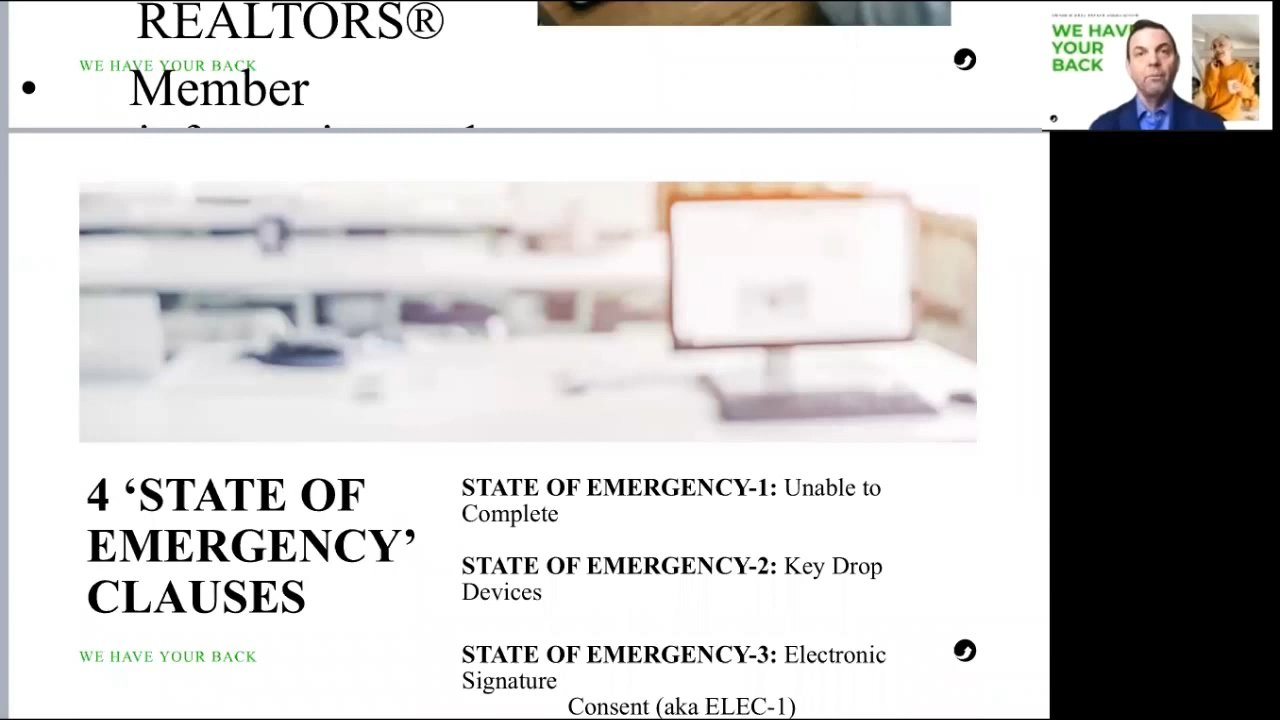 REALTORS®
WE HAVE YOUR BACK
• Member
WE HAVE
YOUR
BACK
4 ‘STATE OF
EMERGENCY’
CLAUSES
WE HAVE YOUR BACK
STATE OF EMERGENCY-1: Unable to
Complete
STATE OF EMERGENCY-2: Key Drop
Devices
STATE OF EMERGENCY-3: Electronic
Signature
Consent (aka ELEC-1)